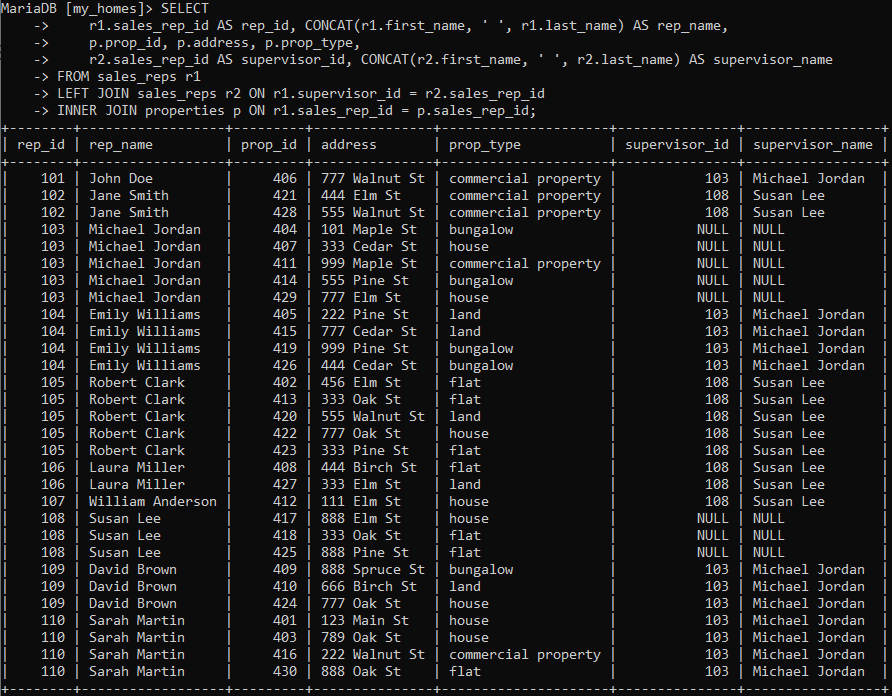 MariaDB [my_homes]> SELECT
    ->     r1.sales_rep_id AS rep_id, CONCAT(r1.first_name, ' ', r1.last_name) AS rep_name,
    ->     p.prop_id, p.address, p.prop_type,
    ->     r2.sales_rep_id AS supervisor_id, CONCAT(r2.first_name, ' ', r2.last_name) AS supervisor_name
    -> FROM sales_reps r1
    -> LEFT JOIN sales_reps r2 ON r1.supervisor_id = r2.sales_rep_id
    -> INNER JOIN properties p ON r1.sales_rep_id = p.sales_rep_id;
+--------+------------------+---------+---------------+---------------------+---------------+-----------------+
| rep_id | rep_name         | prop_id | address       | prop_type           | supervisor_id | supervisor_name |
+--------+------------------+---------+---------------+---------------------+---------------+-----------------+
|    101 | John Doe         |     406 | 777 Walnut St | commercial property |           103 | Michael Jordan  |
|    102 | Jane Smith       |     421 | 444 Elm St    | commercial property |           108 | Susan Lee       |
|    102 | Jane Smith       |     428 | 555 Walnut St | commercial property |           108 | Susan Lee       |
|    103 | Michael Jordan   |     404 | 101 Maple St  | bungalow            |          NULL | NULL            |
|    103 | Michael Jordan   |     407 | 333 Cedar St  | house               |          NULL | NULL            |
|    103 | Michael Jordan   |     411 | 999 Maple St  | commercial property |          NULL | NULL            |
|    103 | Michael Jordan   |     414 | 555 Pine St   | bungalow            |          NULL | NULL            |
|    103 | Michael Jordan   |     429 | 777 Elm St    | house               |          NULL | NULL            |
|    104 | Emily Williams   |     405 | 222 Pine St   | land                |           103 | Michael Jordan  |
|    104 | Emily Williams   |     415 | 777 Cedar St  | land                |           103 | Michael Jordan  |
|    104 | Emily Williams   |     419 | 999 Pine St   | bungalow            |           103 | Michael Jordan  |
|    104 | Emily Williams   |     426 | 444 Cedar St  | bungalow            |           103 | Michael Jordan  |
|    105 | Robert Clark     |     402 | 456 Elm St    | flat                |           108 | Susan Lee       |
|    105 | Robert Clark     |     413 | 333 Oak St    | flat                |           108 | Susan Lee       |
|    105 | Robert Clark     |     420 | 555 Walnut St | land                |           108 | Susan Lee       |
|    105 | Robert Clark     |     422 | 777 Oak St    | house               |           108 | Susan Lee       |
|    105 | Robert Clark     |     423 | 333 Pine St   | flat                |           108 | Susan Lee       |
|    106 | Laura Miller     |     408 | 444 Birch St  | flat                |           108 | Susan Lee       |
|    106 | Laura Miller     |     427 | 333 Elm St    | land                |           108 | Susan Lee       |
|    107 | William Anderson |     412 | 111 Elm St    | house               |           108 | Susan Lee       |
|    108 | Susan Lee        |     417 | 888 Elm St    | house               |          NULL | NULL            |
|    108 | Susan Lee        |     418 | 333 Oak St    | flat                |          NULL | NULL            |
|    108 | Susan Lee        |     425 | 888 Pine St   | flat                |          NULL | NULL            |
|    109 | David Brown      |     409 | 888 Spruce St | bungalow            |           103 | Michael Jordan  |
|    109 | David Brown      |     410 | 666 Birch St  | land                |           103 | Michael Jordan  |
|    109 | David Brown      |     424 | 777 Oak St    | house               |           103 | Michael Jordan  |
|    110 | Sarah Martin     |     401 | 123 Main St   | house               |           103 | Michael Jordan  |
|    110 | Sarah Martin     |     403 | 789 Oak St    | house               |           103 | Michael Jordan  |
|    110 | Sarah Martin     |     416 | 222 Walnut St | commercial property |           103 | Michael Jordan  |
|    110 | Sarah Martin     |     430 | 888 Oak St    | flat                |           103 | Michael Jordan  |
+--------+------------------+---------+---------------+---------------------+---------------+-----------------+